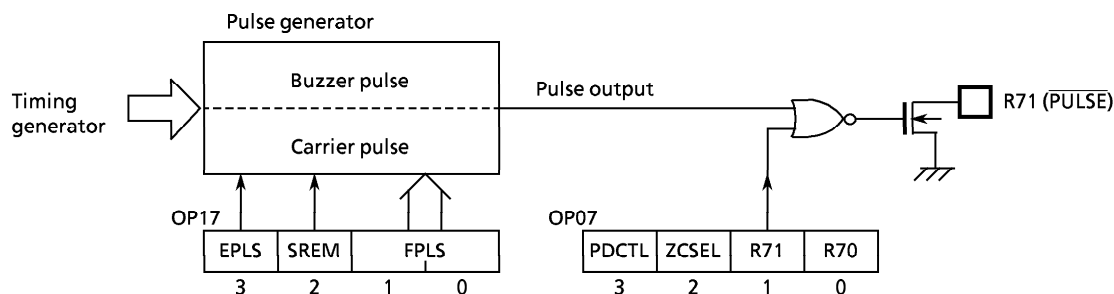 Pulse generator
Buzzer pulse
Timing
generator
Pulse output
R71 (P̅U̅L̅S̅E̅)
Carrier pulse
OP17
EPLS SREM FPLS
3 2 1 0
OP07
PDCTL ZCSEL R71 R70
3 2 1 0